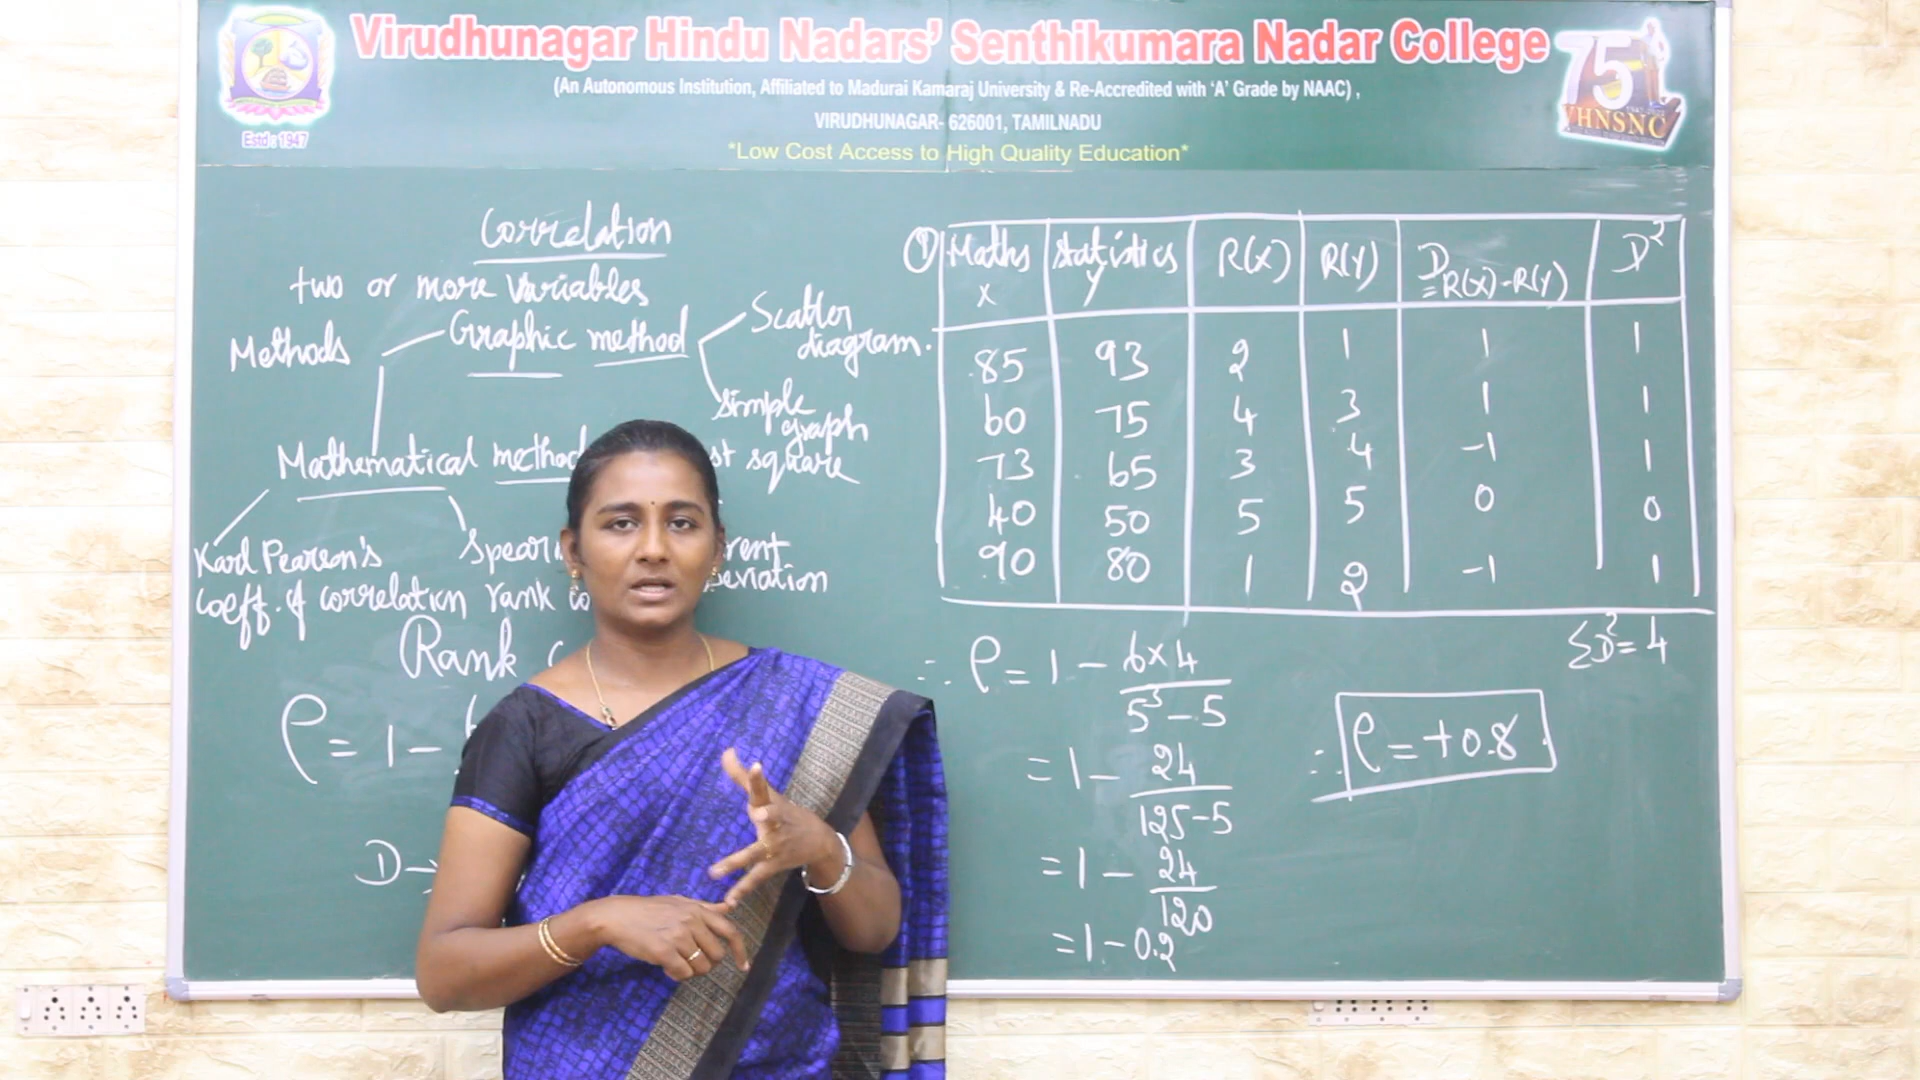 Virudhunagar Hindu Nadars' Senthikumara Nadar College
(An Autonomous Institution, Affiliated to Madurai Kamaraj University & Re-Accredited with 'A' Grade by NAAC) ,
VIRUDHUNAGAR- 626001, TAMILNADU
*Low Cost Access to High Quality Education*
Estd : 1947
75
VHNSNC
Correlation
two or more Variables
Methods
Graphic method
Scatter
diagram.
Simple
graph
Mathematical method
square
Karl Pearson's
coeff. of correlation
rank
deviation
Rank
ρ = 1 -
D →
① Maths x | Statistics y | R(x) | R(Y) | D = R(x) - R(Y) | D²
85 93 2 1 1 1
60 75 4 3 1 1
73 65 3 4 -1 1
40 50 5 5 0 0
90 80 1 2 -1 1
ΣD² = 4
∴ ρ = 1 - 6×4 / 5³ - 5
= 1 - 24 / 125 - 5
= 1 - 24 / 120
= 1 - 0.2
∴ ρ = +0.8.